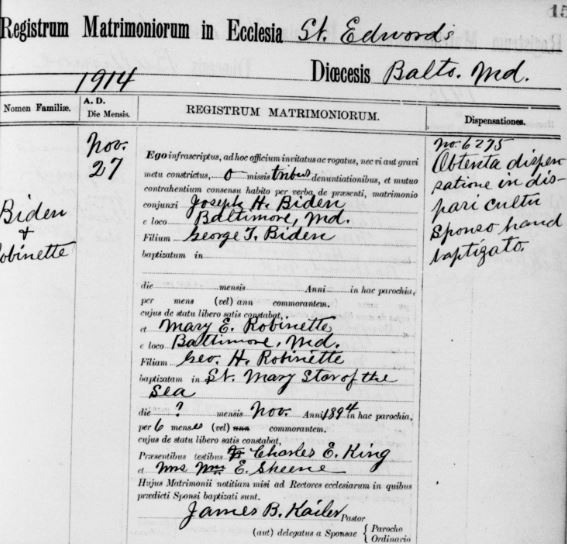 15
Registrum Matrimoniorum in Ecclesia St. Edward's
1914 Diœcesis Balto. Md.
Nomen Familiæ.
A. D.
Die Mensis.
REGISTRUM MATRIMONIORUM.
Dispensationes.
Nov.
27
Biden
&
obinette
Ego infrascriptus, ad hoc officium invitatus ac rogatus, nec vi aut gravi
metu constrictus, o missis tribus denuntiationibus, et mutuo
contrahentium consensu habito per verba de præsenti, matrimonio
conjunxi Joseph H. Biden
e loco Baltimore, Md.
Filium George T. Biden
baptizatum in
die mensis Anni in hac parochia,
per mens (vel) ann commorantem.
cujus de statu libero satis constabat,
et Mary E. Robinette
e loco Baltimore, Md.
Filiam Geo. H. Robinette
baptizatam in St. Mary Star of the
Sea
die ? mensis Nov. Anni 1894 in hac parochia,
per 6 menses (vel) ann commorantem.
cujus de statu libero satis constabat,
Præsentibus testibus Charles E. King
et Mrs E. Sheene
Hujus Matrimonii notitiam misi ad Rectores ecclesiarum in quibus
prædicti Sponsi baptizati sunt.
James B. Kailer Pastor
(aut) delegatus a Sponsae { Parocho
Ordinario
No. 6275
Obtenta dispen
satione in dis-
pari cultu
Sponso haud
baptizato.